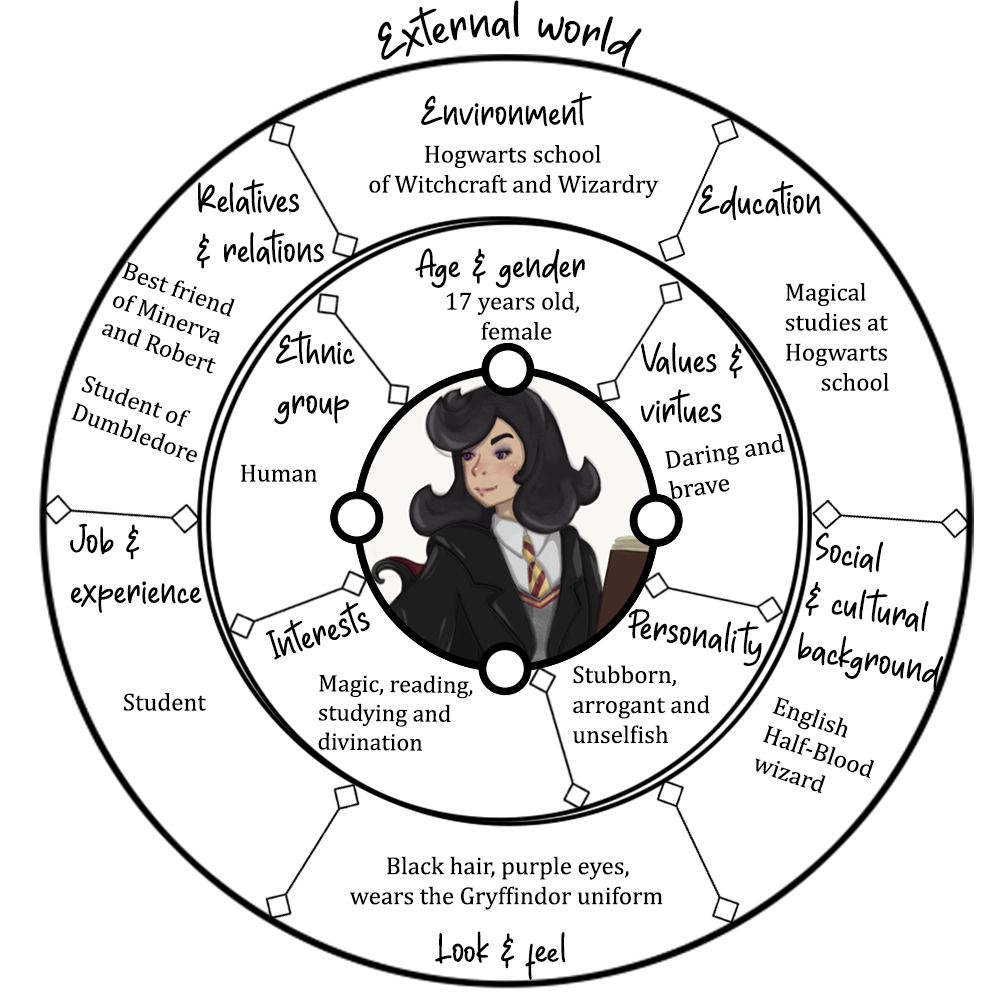 External world
Environment
Hogwarts school
of Witchcraft and Wizardry
Relatives
& relations
Best friend
of Minerva
and Robert
Student of
Dumbledore
Education
Magical
studies at
Hogwarts
school
Age & gender
17 years old,
female
Ethnic
group
Human
Values &
virtues
Daring and
brave
Job &
experience
Student
Interests
Magic, reading,
studying and
divination
Personality
Stubborn,
arrogant and
unselfish
Social
& cultural
background
English
Half-Blood
wizard
Black hair, purple eyes,
wears the Gryffindor uniform
Look & feel